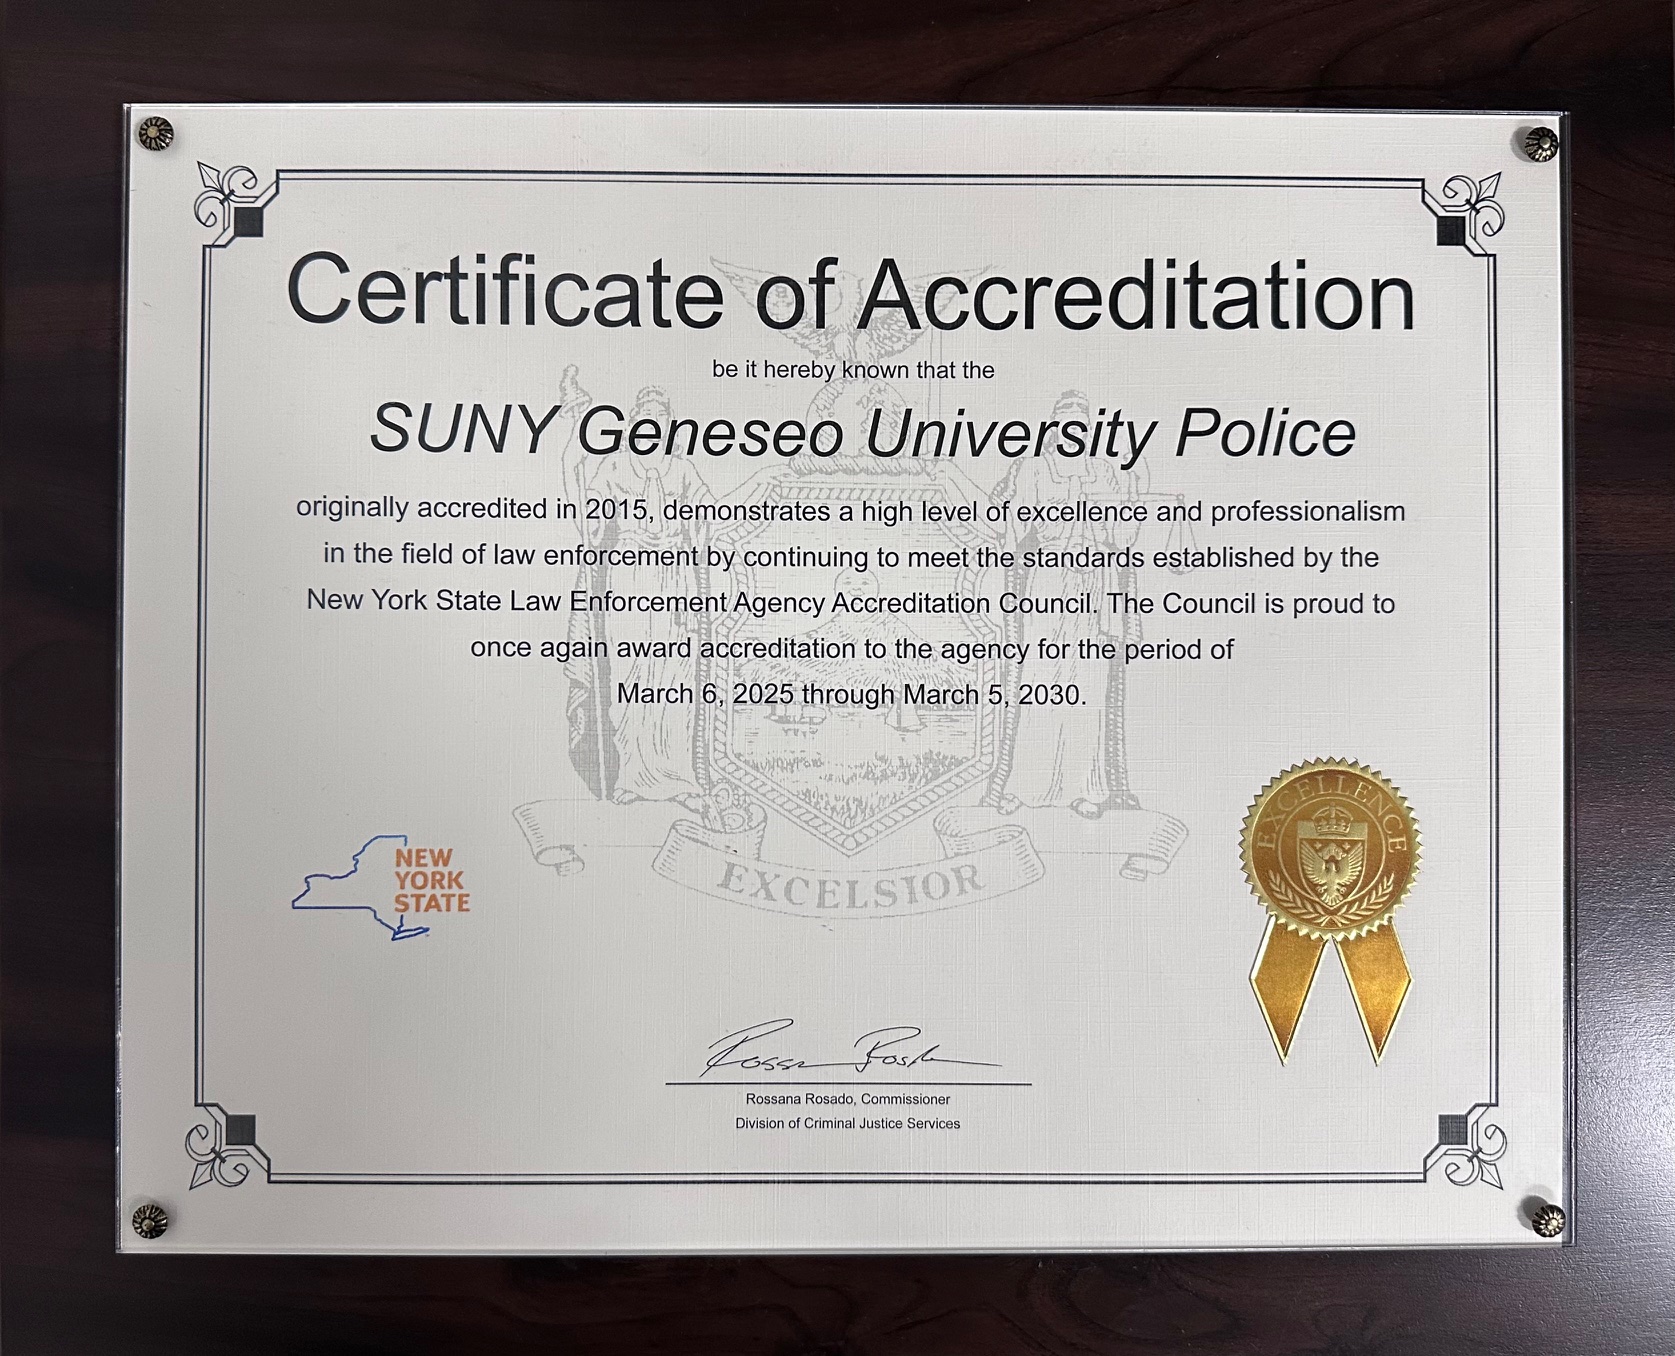 Certificate of Accreditation
be it hereby known that the
SUNY Geneseo University Police
originally accredited in 2015, demonstrates a high level of excellence and professionalism
in the field of law enforcement by continuing to meet the standards established by the
New York State Law Enforcement Agency Accreditation Council. The Council is proud to
once again award accreditation to the agency for the period of
March 6, 2025 through March 5, 2030.
EXCELLENCE
NEW
YORK
STATE
EXCELSIOR
Rossana Rosado, Commissioner
Division of Criminal Justice Services